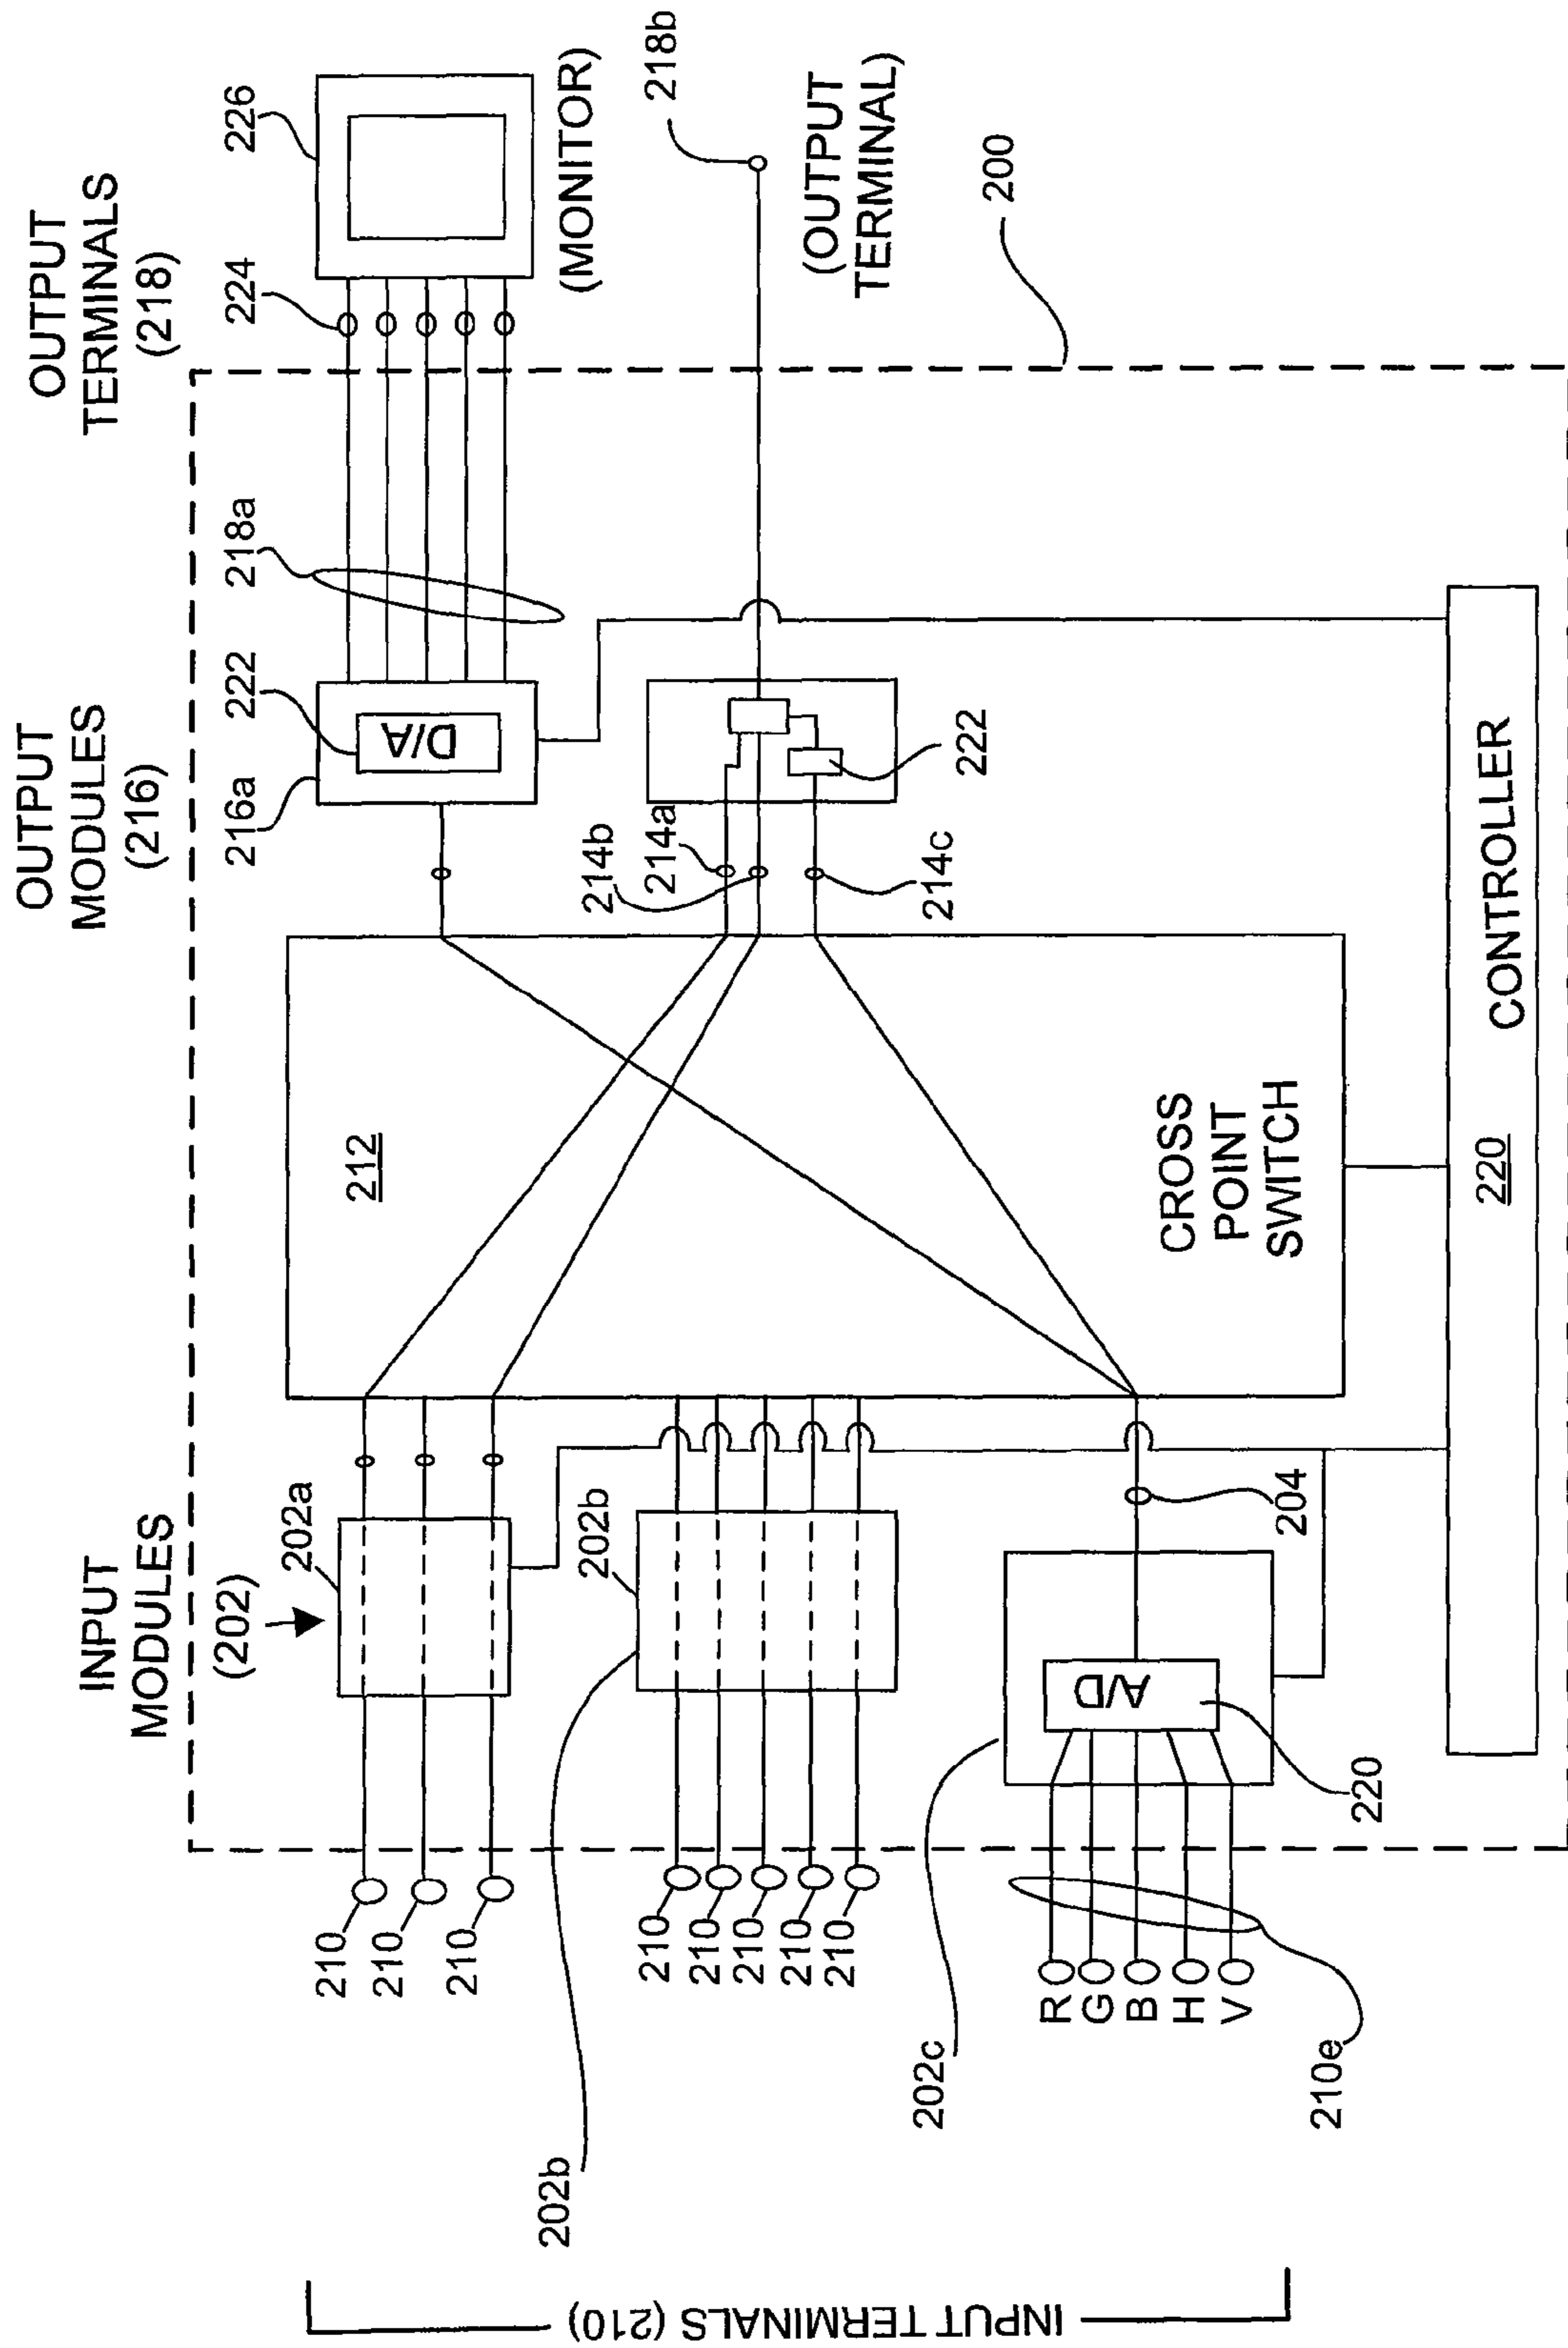 INPUT
MODULES
(202)
OUTPUT
MODULES
(216)
OUTPUT
TERMINALS
(218)
202a
216a
222
218a
224
226
(MONITOR)
210
210
210
212
202b
202b
214b
214a
214c
222
218b
(OUTPUT
TERMINAL)
200
210
210
210
210
210
INPUT TERMINALS (210)
202c
R
G
B
H
V
A/D
D/A
204
220
210e
CROSS
POINT
SWITCH
220
CONTROLLER